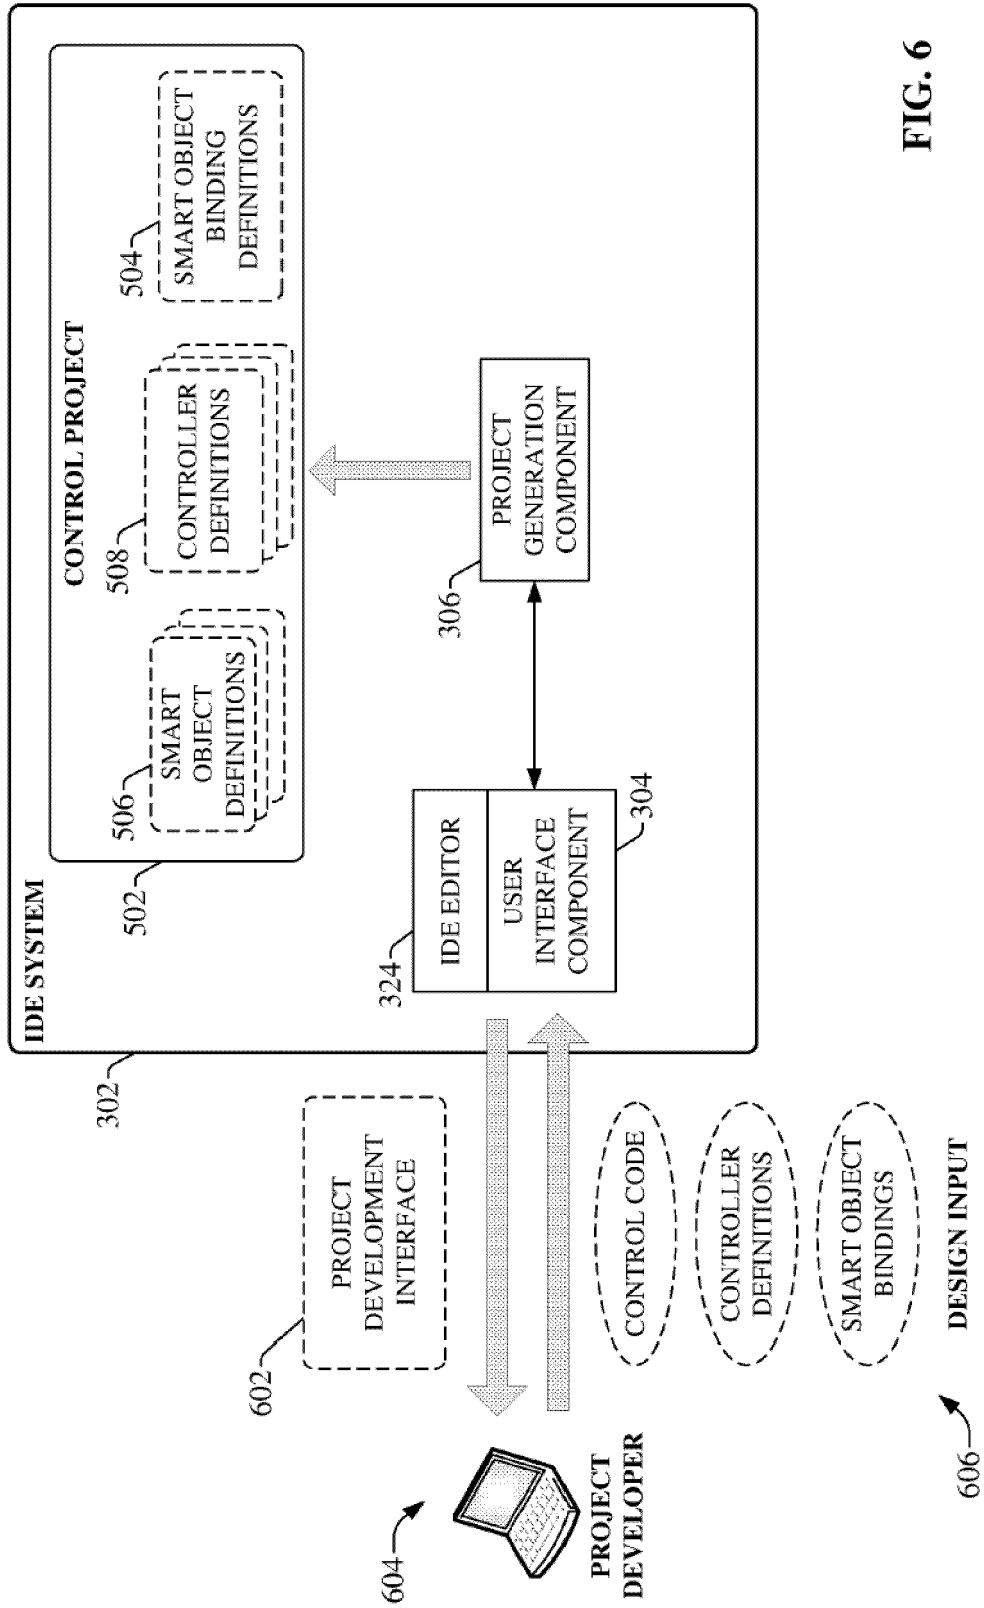 IDE SYSTEM
302
502
CONTROL PROJECT
506
SMART
OBJECT
DEFINITIONS
508
CONTROLLER
DEFINITIONS
504
SMART OBJECT
BINDING
DEFINITIONS
324
IDE EDITOR
USER
INTERFACE
COMPONENT
304
306
PROJECT
GENERATION
COMPONENT
602
PROJECT
DEVELOPMENT
INTERFACE
604
PROJECT
DEVELOPER
CONTROL CODE
CONTROLLER
DEFINITIONS
SMART OBJECT
BINDINGS
DESIGN INPUT
606
FIG. 6